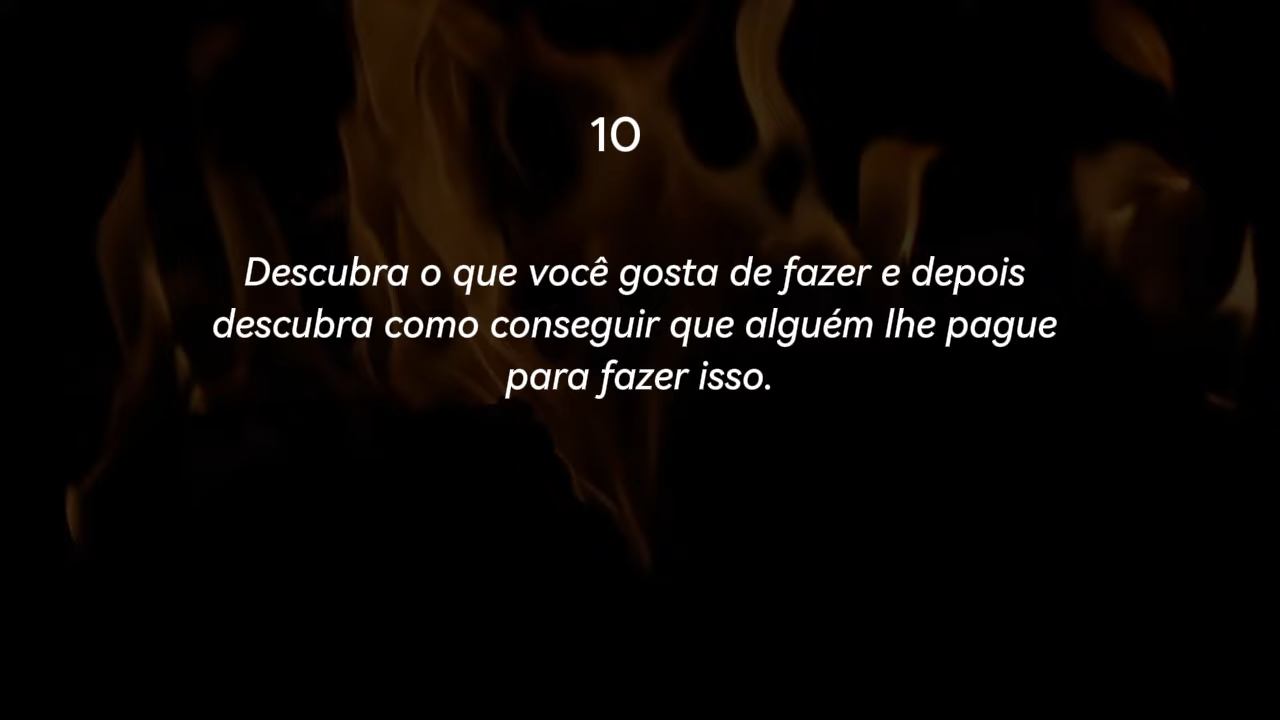 10
Descubra o que você gosta de fazer e depois
descubra como conseguir que alguém lhe pague
para fazer isso.